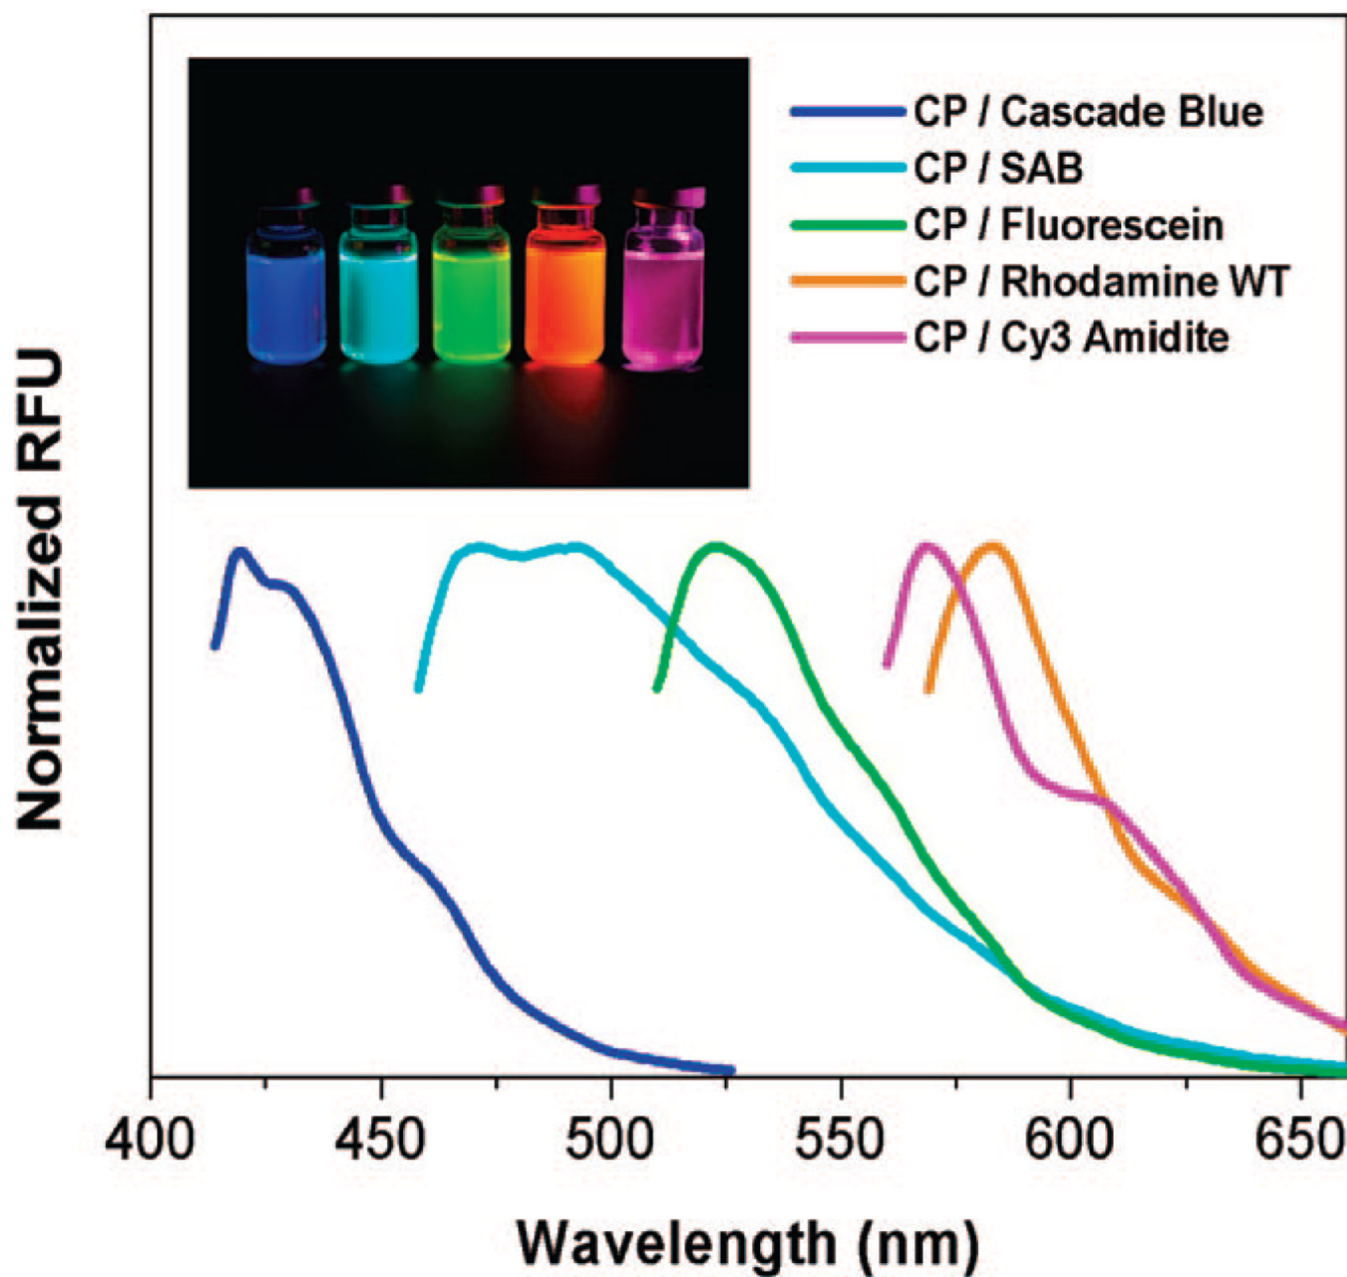 CP / Cascade Blue
CP / SAB
CP / Fluorescein
CP / Rhodamine WT
CP / Cy3 Amidite
Normalized RFU
400 450 500 550 600 650
Wavelength (nm)